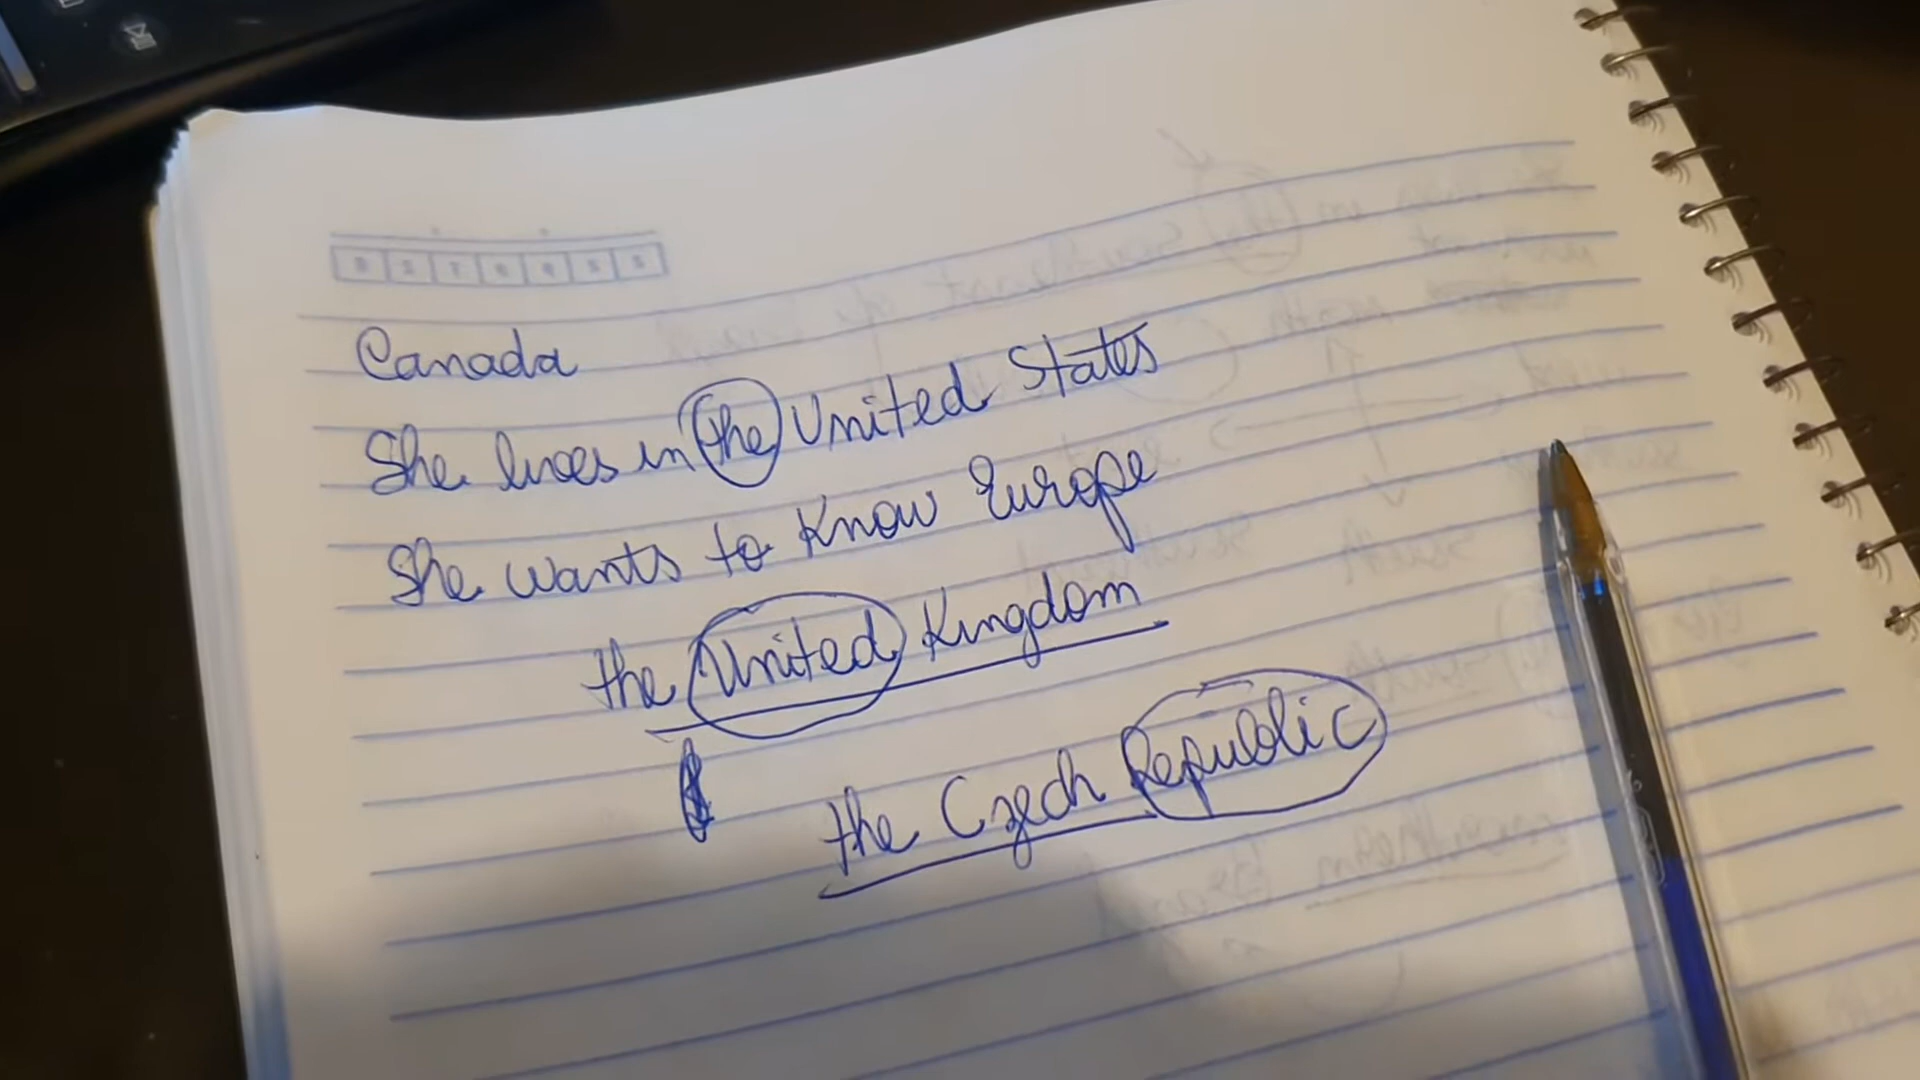 Canada
She lives in the United States
She wants to know Europe
the United Kingdom
the Czech Republic